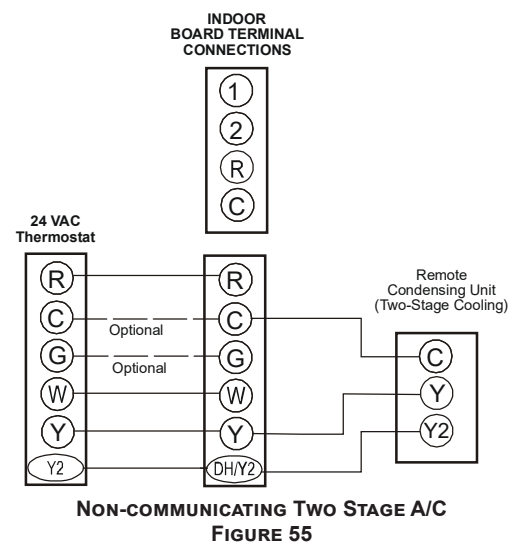 INDOOR
BOARD TERMINAL
CONNECTIONS
1
2
R
C
24 VAC
Thermostat
R
C
G
W
Y
Y2
Optional
Optional
R
C
G
W
Y
DH/Y2
Remote
Condensing Unit
(Two-Stage Cooling)
C
Y
Y2
NON-COMMUNICATING TWO STAGE A/C
FIGURE 55